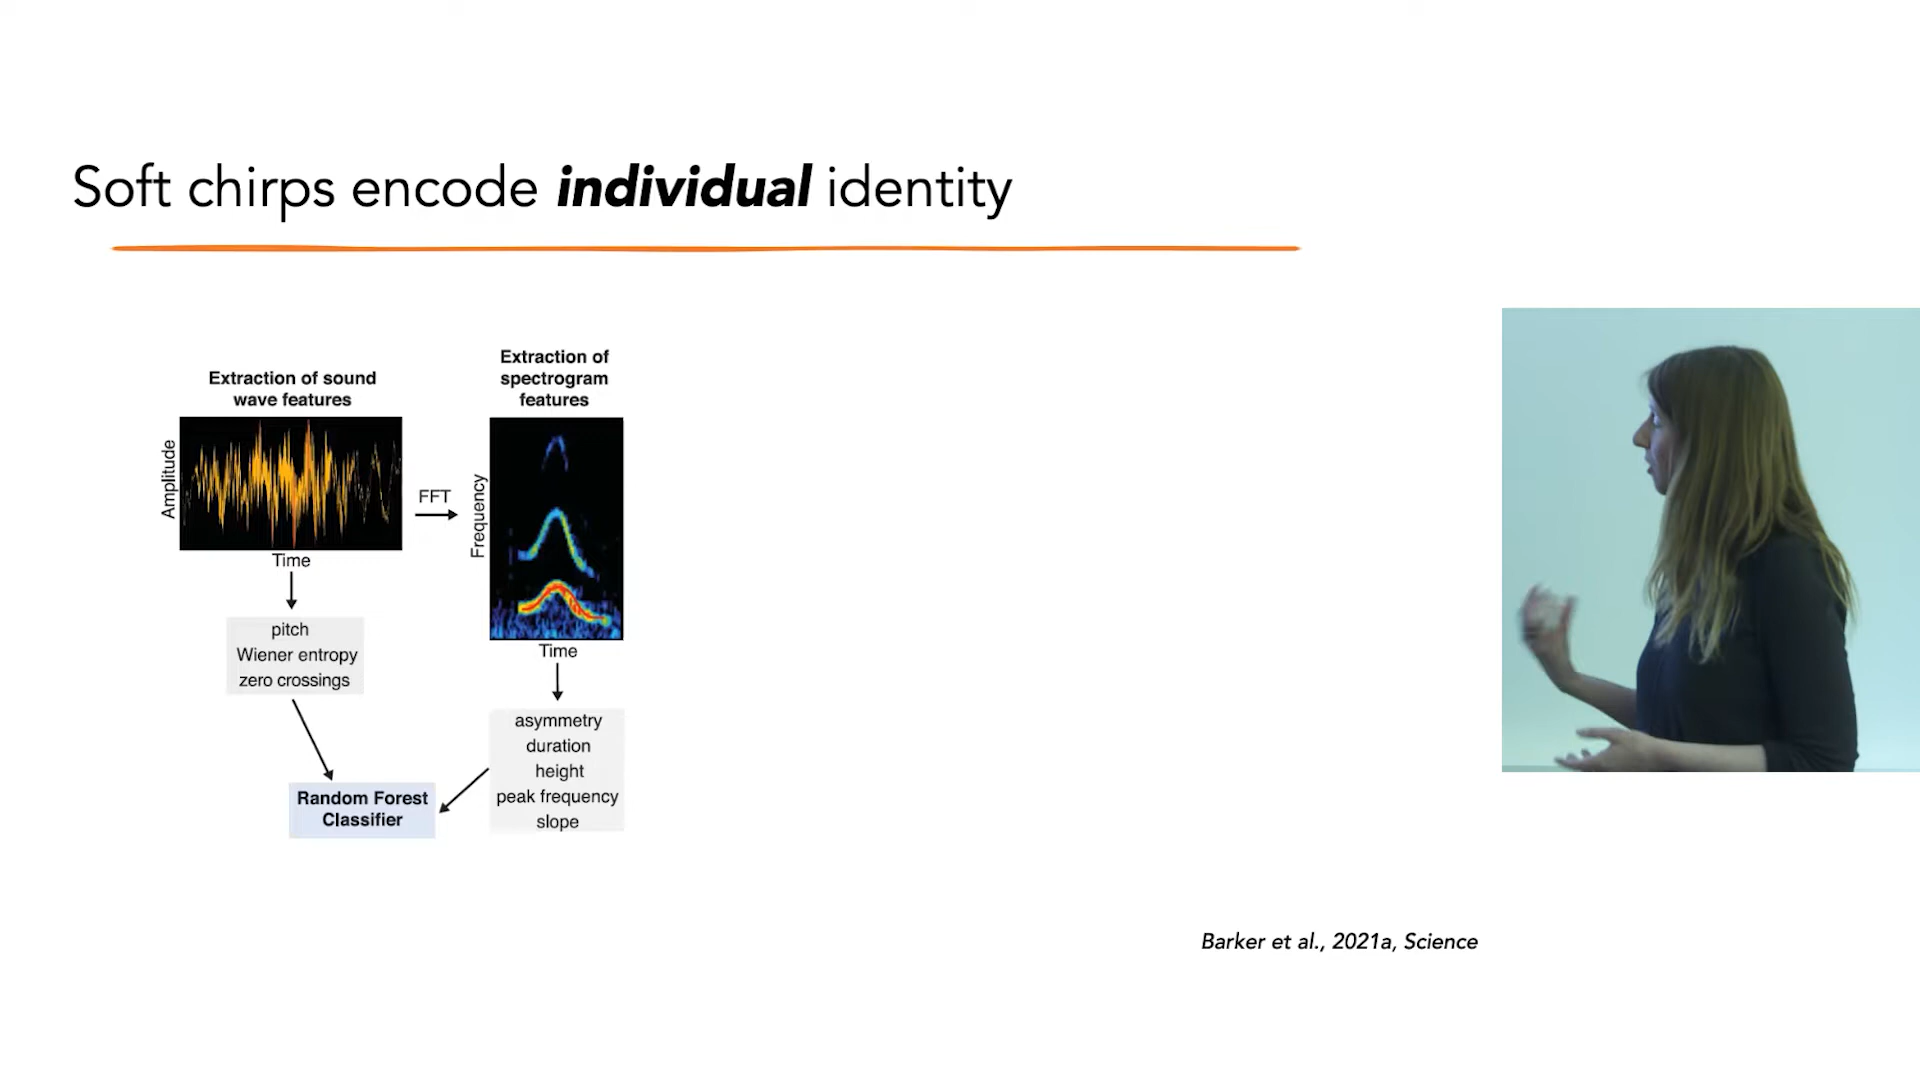 Soft chirps encode individual identity
Extraction of sound
wave features
Amplitude
Time
FFT
Extraction of
spectrogram
features
Frequency
Time
pitch
Wiener entropy
zero crossings
asymmetry
duration
height
peak frequency
slope
Random Forest
Classifier
Barker et al., 2021a, Science